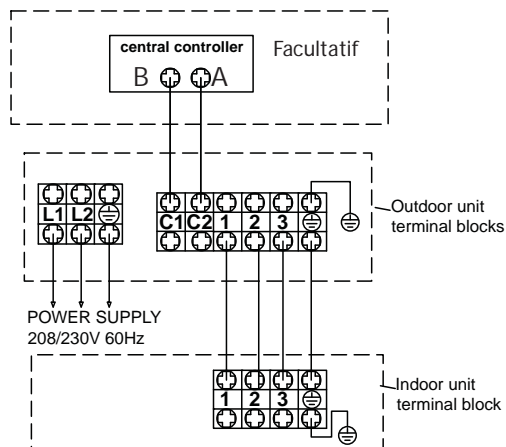 central controller
Facultatif
B A
L1 L2
C1 C2 1 2 3
Outdoor unit
terminal blocks
POWER SUPPLY
208/230V 60Hz
1 2 3
Indoor unit
terminal block